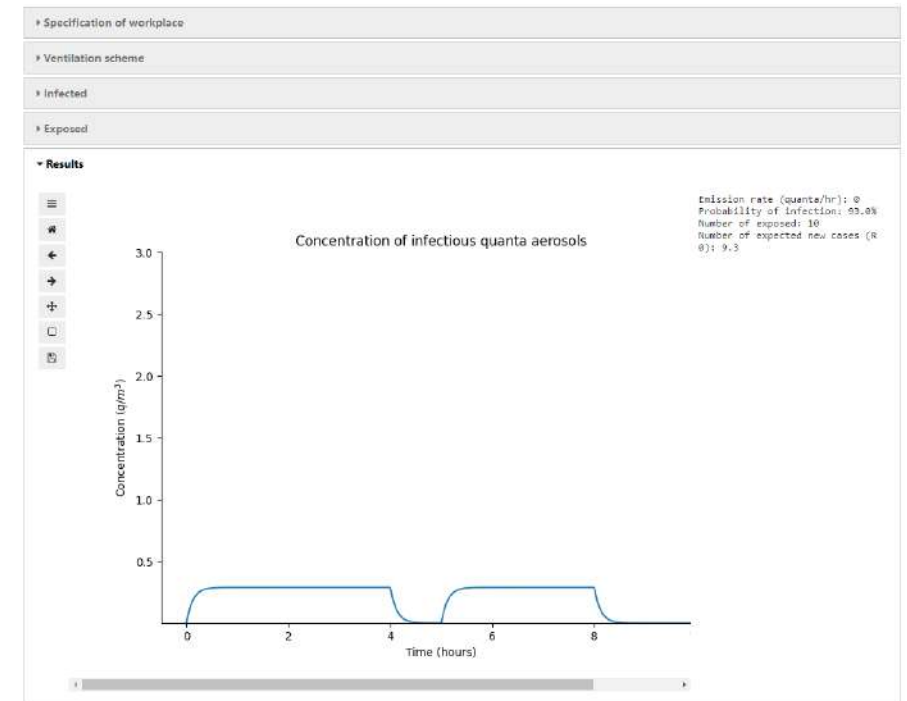 Specification of workplace
Ventilation scheme
Infected
Exposed
Results
Emission rate (quanta/hr): 0
Probability of infection: 93.0%
Number of exposed: 10
Number of expected new cases (R
0): 9.3
Concentration of infectious quanta aerosols
3.0
2.5
2.0
1.5
1.0
0.5
Concentration (q/m³)
0 2 4 6 8
Time (hours)